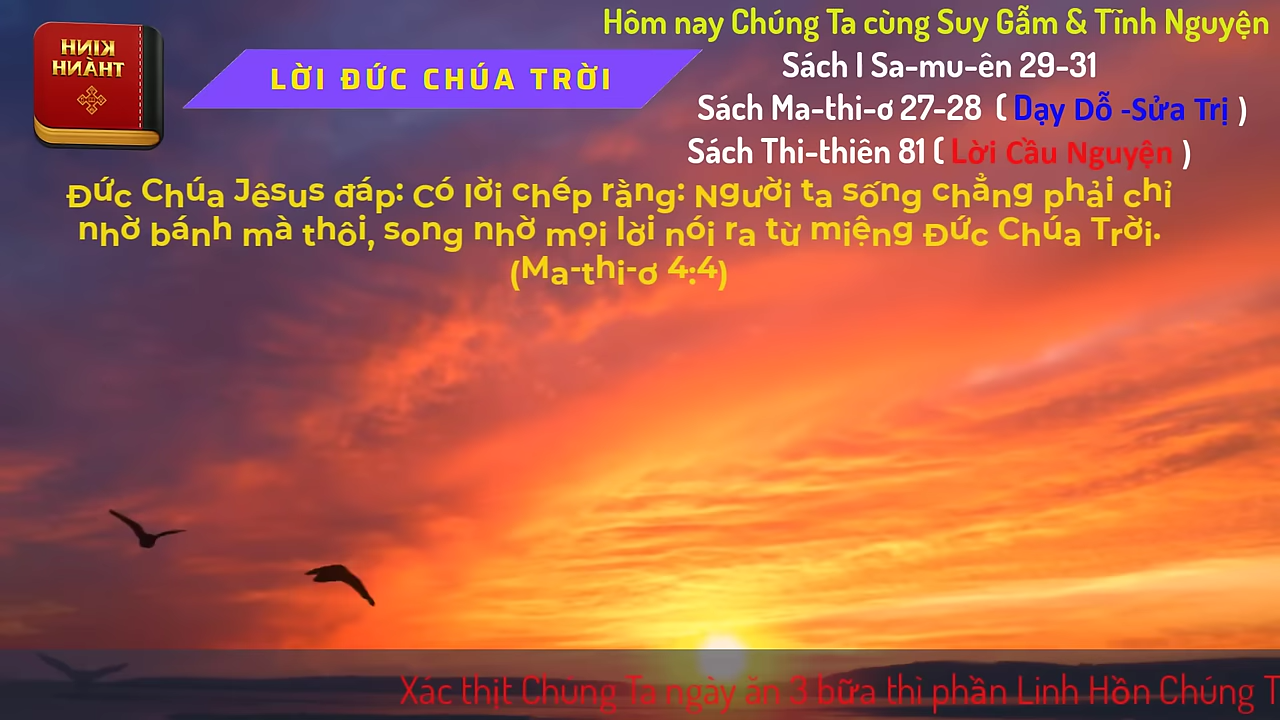 KINH
THÁNH
LỜI ĐỨC CHÚA TRỜI
Hôm nay Chúng Ta cùng Suy Gẫm & Tĩnh Nguyện
Sách I Sa-mu-ên 29-31
Sách Ma-thi-ơ 27-28 ( Dạy Dỗ -Sửa Trị )
Sách Thi-thiên 81 ( Lời Cầu Nguyện )
Đức Chúa Jêsus đáp: Có lời chép rằng: Người ta sống chẳng phải chỉ
nhờ bánh mà thôi, song nhờ mọi lời nói ra từ miệng Đức Chúa Trời.
(Ma-thi-ơ 4:4)
Xác thịt Chung Ta ngày ăn 3 bữa thì phần Linh Hồn Chúng T